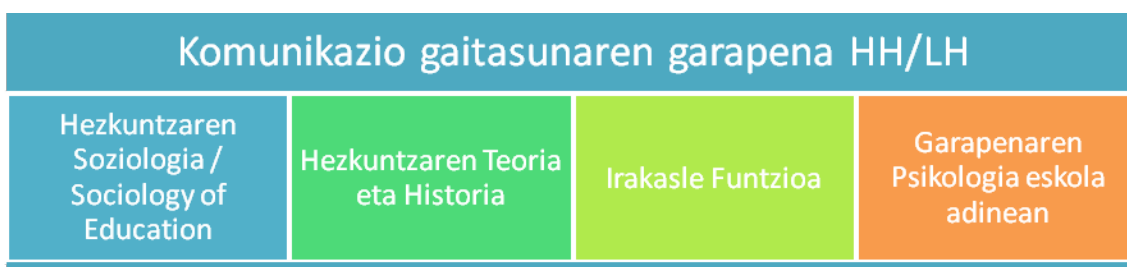 Komunikazio gaitasunaren garapena HH/LH
Hezkuntzaren
Soziologia /
Sociology of
Education
Hezkuntzaren Teoria
eta Historia
Irakasle Funtzioa
Garapenaren
Psikologia eskola
adinean